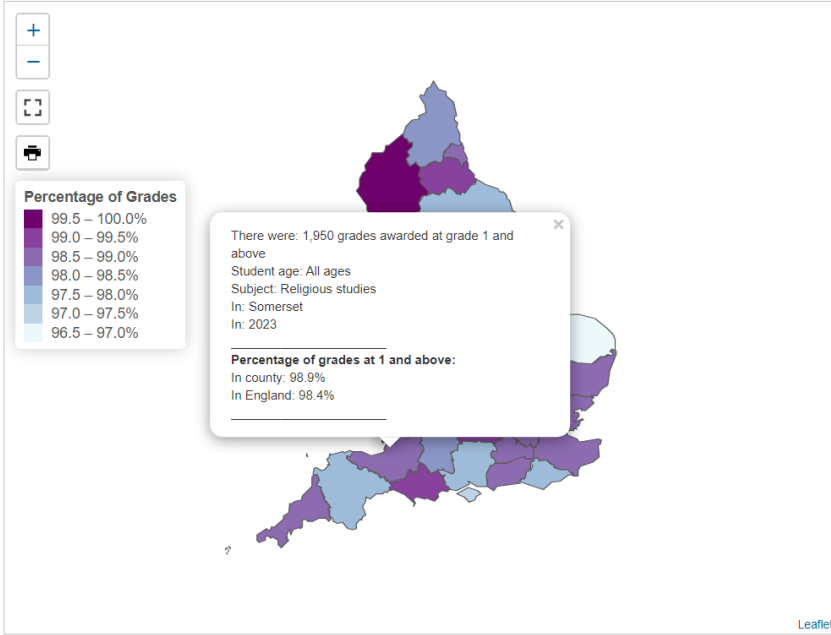 +
−
Percentage of Grades
99.5 – 100.0%
99.0 – 99.5%
98.5 – 99.0%
98.0 – 98.5%
97.5 – 98.0%
97.0 – 97.5%
96.5 – 97.0%
×
There were: 1,950 grades awarded at grade 1 and
above
Student age: All ages
Subject: Religious studies
In: Somerset
In: 2023
Percentage of grades at 1 and above:
In county: 98.9%
In England: 98.4%
Leaflet